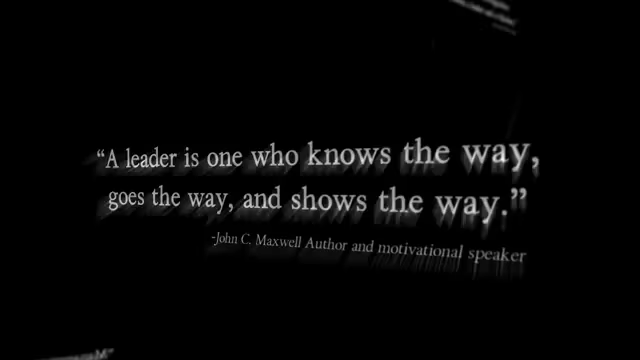 “A leader is one who knows the way,
goes the way, and shows the way.”
-John C. Maxwell Author and motivational speaker